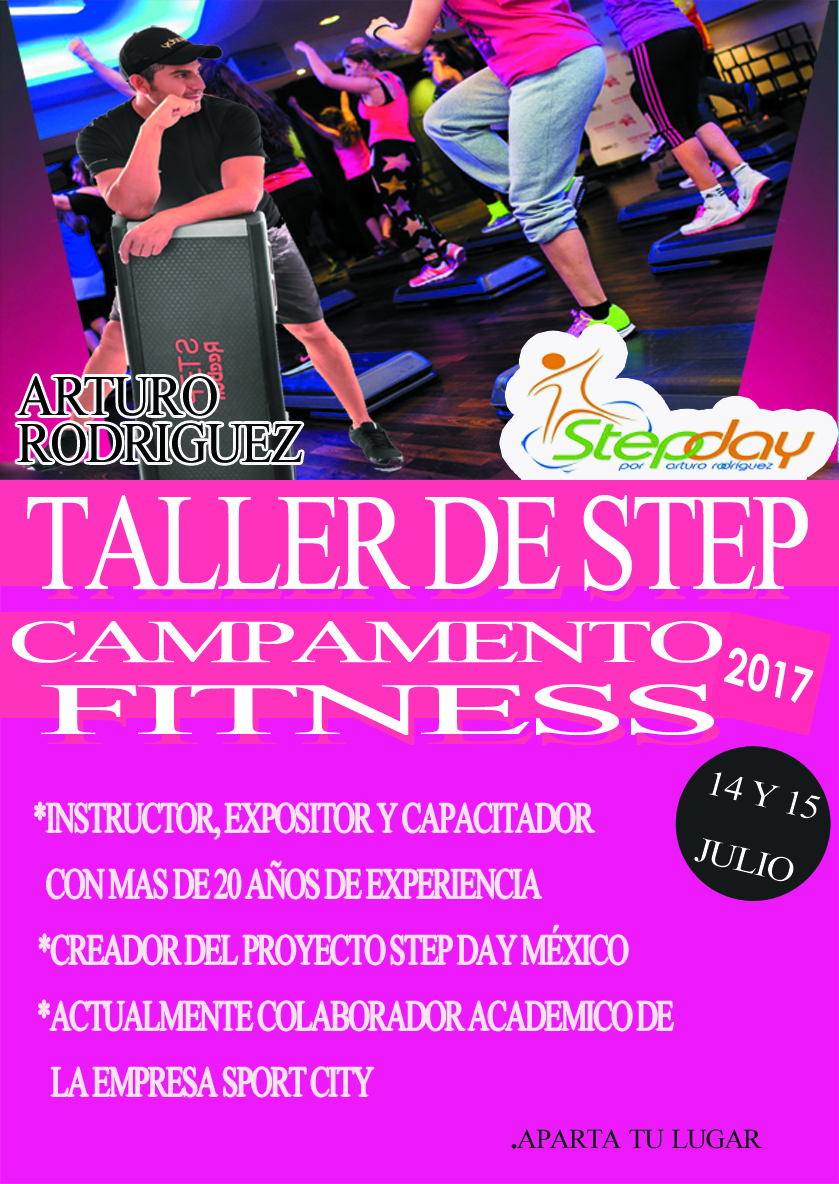 ARTURO
RODRIGUEZ
Reebok
Stepday
por arturo rodríguez
TALLER DE STEP
CAMPAMENTO
FITNESS
2017
14 Y 15
JULIO
*INSTRUCTOR, EXPOSITOR Y CAPACITADOR
CON MAS DE 20 AÑOS DE EXPERIENCIA
*CREADOR DEL PROYECTO STEP DAY MÉXICO
*ACTUALMENTE COLABORADOR ACADEMICO DE
LA EMPRESA SPORT CITY
.APARTA TU LUGAR